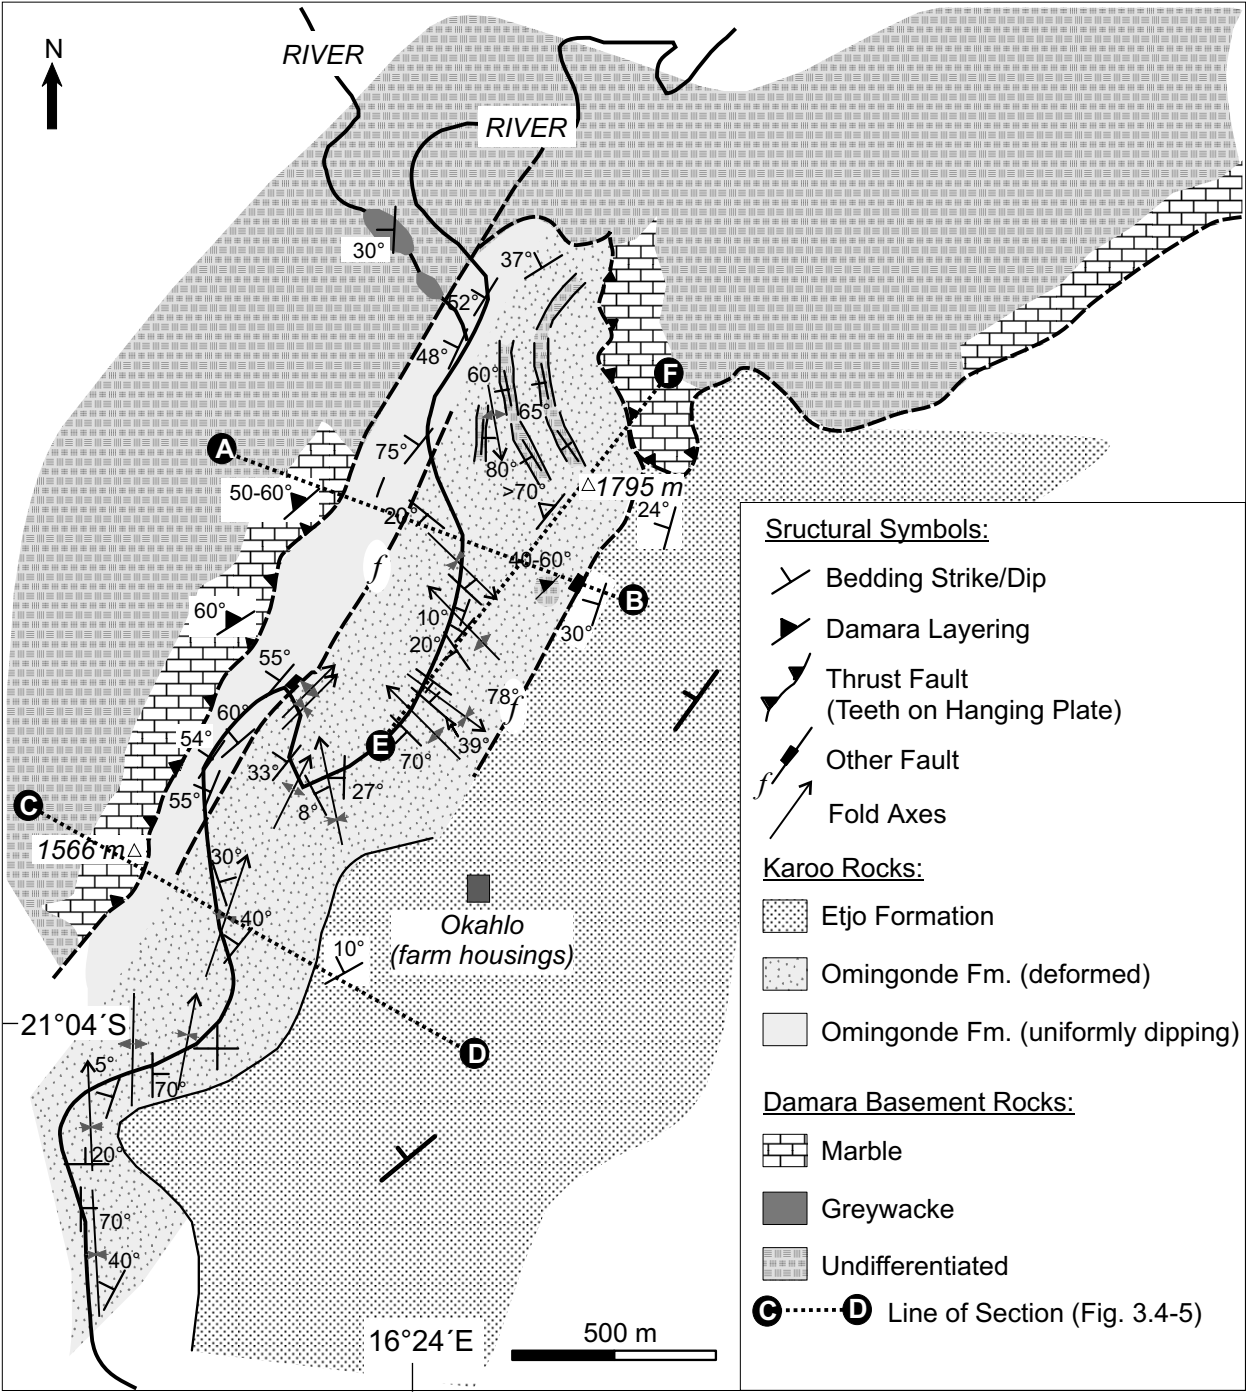 N
RIVER
RIVER
30°
37°
52°
48°
60°
65°
75°
80°
>70°
1795 m
24°
50-60°
20°
40-60°
f
60°
10°
30°
20°
55°
78°
f
60°
54°
39°
70°
33°
27°
55°
8°
1566 m
30°
40°
Okahlo
(farm housings)
10°
21°04´S
5°
70°
20°
70°
40°
16°24´E
500 m
A
B
C
D
E
F
Sructural Symbols:
Bedding Strike/Dip
Damara Layering
Thrust Fault
(Teeth on Hanging Plate)
Other Fault
f
Fold Axes
Karoo Rocks:
Etjo Formation
Omingonde Fm. (deformed)
Omingonde Fm. (uniformly dipping)
Damara Basement Rocks:
Marble
Greywacke
Undifferentiated
C D Line of Section (Fig. 3.4-5)